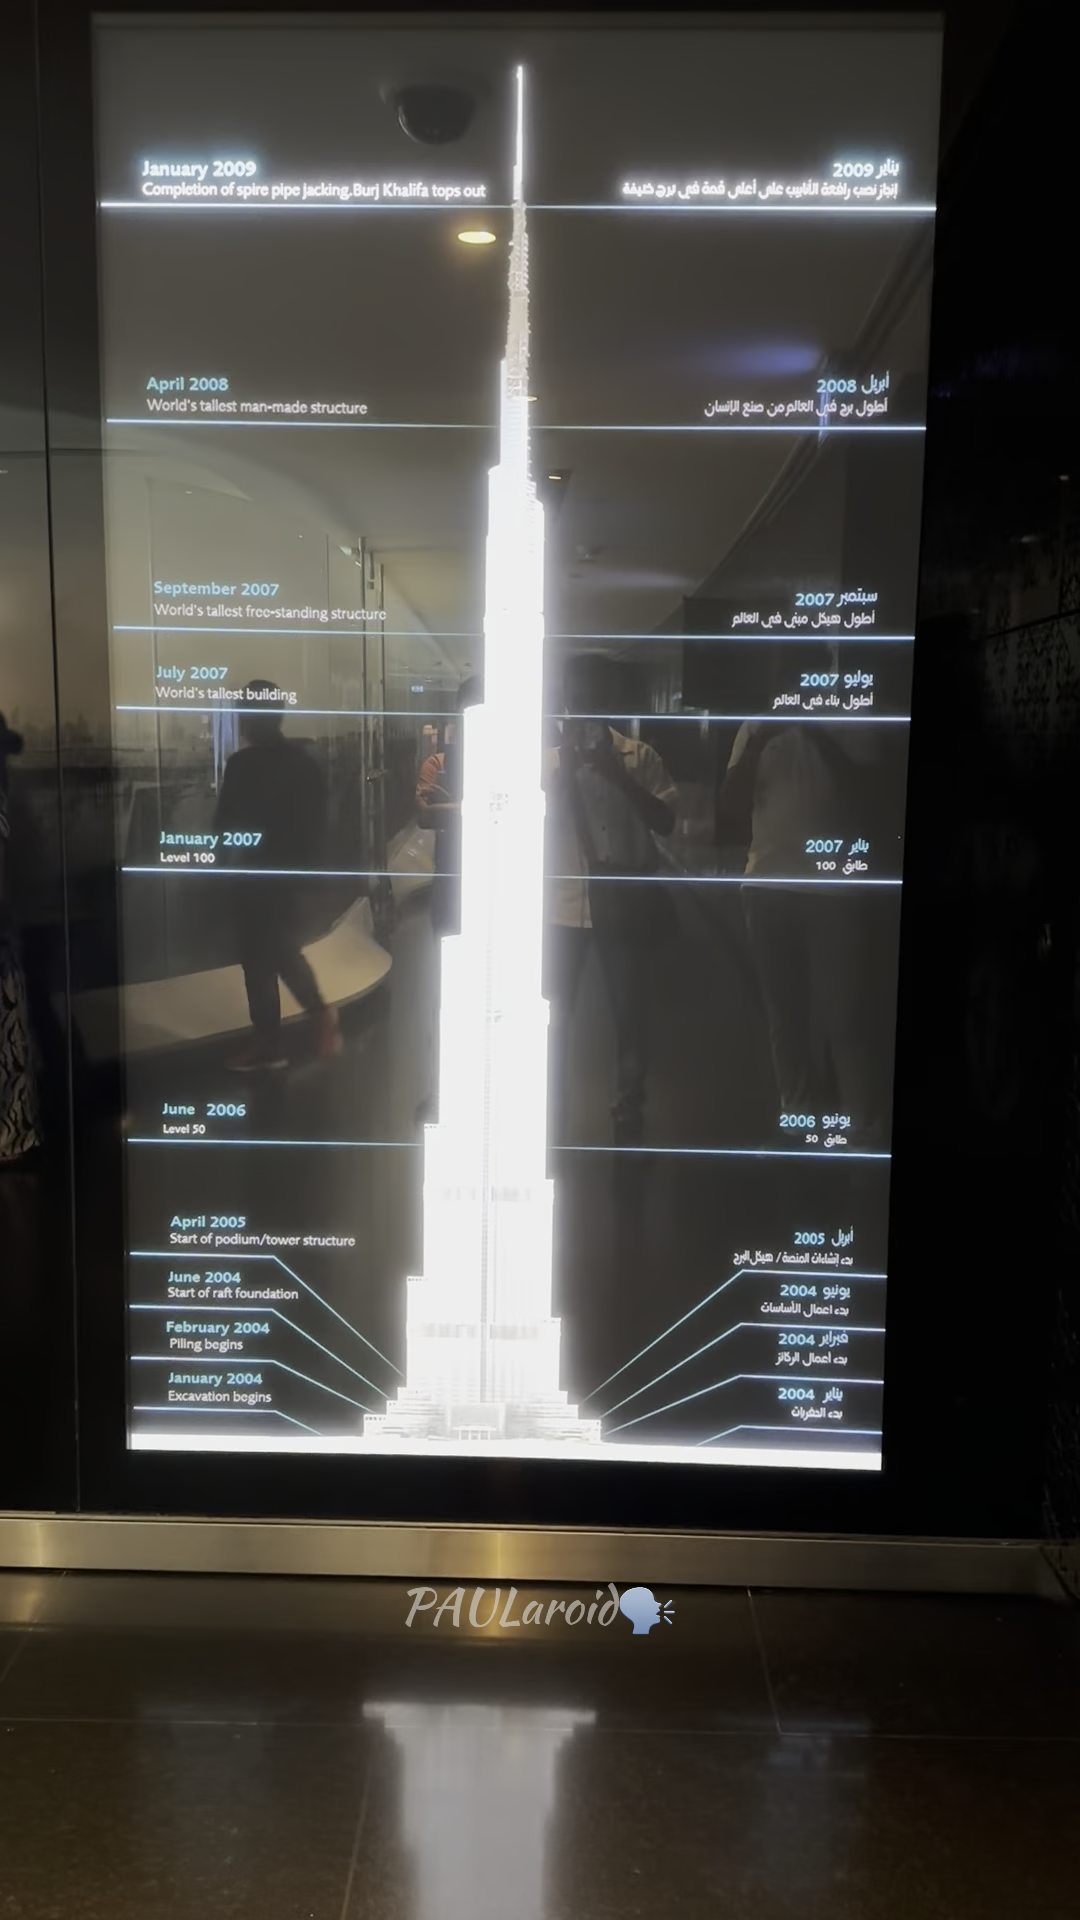 January 2009
Completion of spire pipe jacking.Burj Khalifa tops out
يناير 2009
إنجاز نصب رافعة الأنابيب على أعلى قمة في برج خليفة
April 2008
World's tallest man-made structure
أبريل 2008
أطول برج في العالم من صنع الإنسان
September 2007
World's tallest free-standing structure
سبتمبر 2007
أطول هيكل مبني في العالم
July 2007
World's tallest building
يوليو 2007
أطول بناء في العالم
January 2007
Level 100
يناير 2007
طابق 100
June 2006
Level 50
يونيو 2006
طابق 50
April 2005
Start of podium/tower structure
أبريل 2005
بدء إنشاءات المنصة / هيكل البرج
June 2004
Start of raft foundation
يونيو 2004
بدء اعمال الأساسات
February 2004
Piling begins
فبراير 2004
بدء أعمال الركائز
January 2004
Excavation begins
يناير 2004
بدء الحفريات
PAULaroid